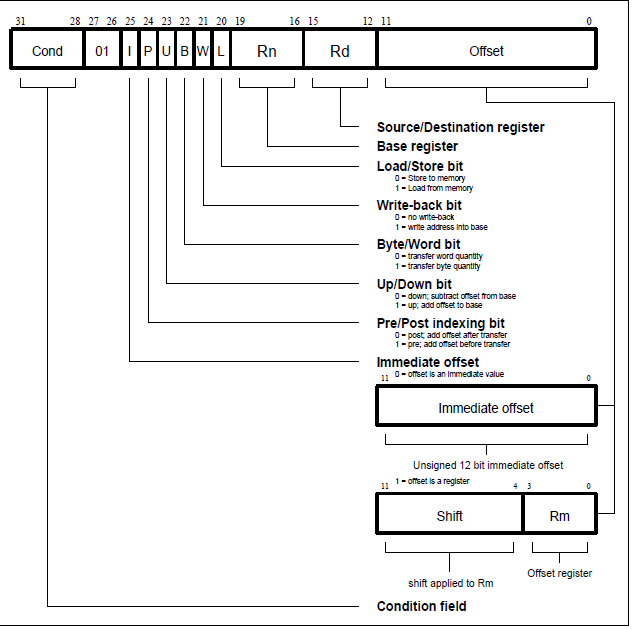 31 28 27 26 25 24 23 22 21 20 19 16 15 12 11 0
Cond 01 I P U B W L Rn Rd Offset
Source/Destination register
Base register
Load/Store bit
0 = Store to memory
1 = Load from memory
Write-back bit
0 = no write-back
1 = write address into base
Byte/Word bit
0 = transfer word quantity
1 = transfer byte quantity
Up/Down bit
0 = down; subtract offset from base
1 = up; add offset to base
Pre/Post indexing bit
0 = post; add offset after transfer
1 = pre; add offset before transfer
Immediate offset
0 = offset is an immediate value
11 0
Immediate offset
Unsigned 12 bit immediate offset
1 = offset is a register
11 4 3 0
Shift Rm
shift applied to Rm Offset register
Condition field